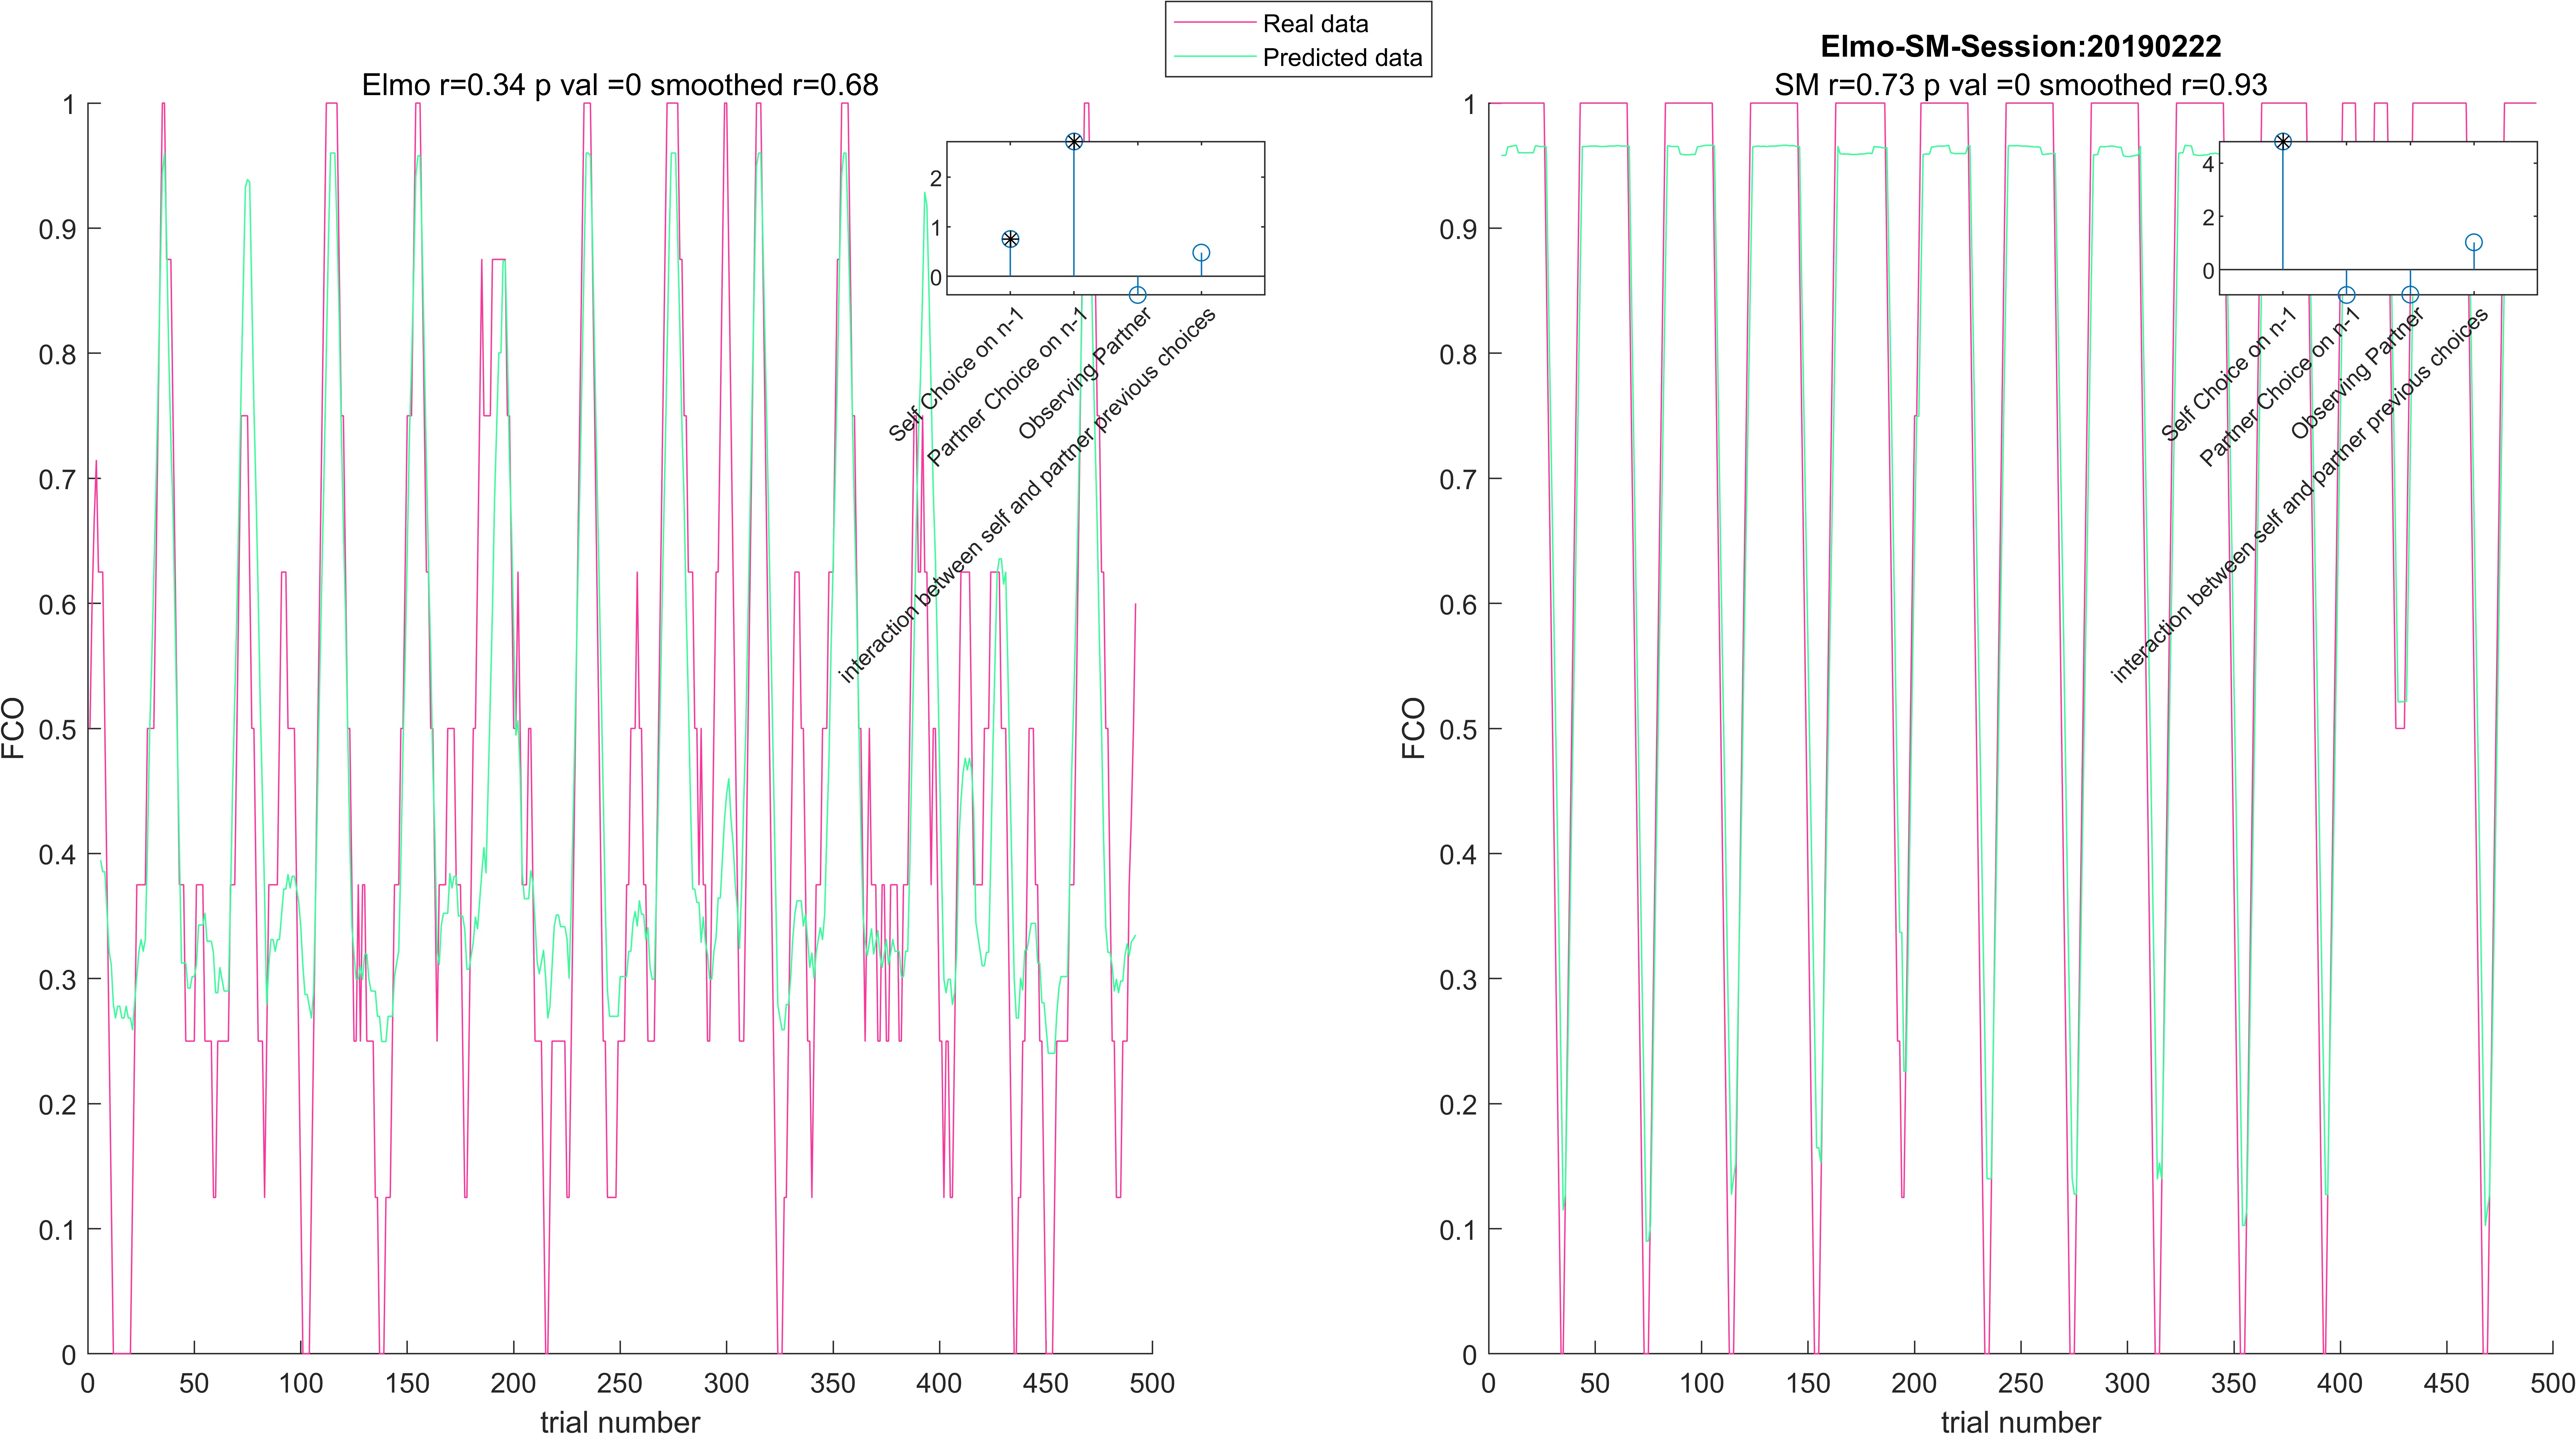 Real data
Predicted data
Elmo-SM-Session:20190222
Elmo r=0.34 p val =0 smoothed r=0.68
SM r=0.73 p val =0 smoothed r=0.93
1
0.9
0.8
0.7
0.6
0.5
0.4
0.3
0.2
0.1
0
FCO
0 50 100 150 200 250 300 350 400 450 500
trial number
2
1
0
Self Choice on n-1
Partner Choice on n-1
Observing Partner
interaction between self and partner previous choices
1
0.9
0.8
0.7
0.6
0.5
0.4
0.3
0.2
0.1
0
FCO
0 50 100 150 200 250 300 350 400 450 500
trial number
4
2
0
Self Choice on n-1
Partner Choice on n-1
Observing Partner
interaction between self and partner previous choices